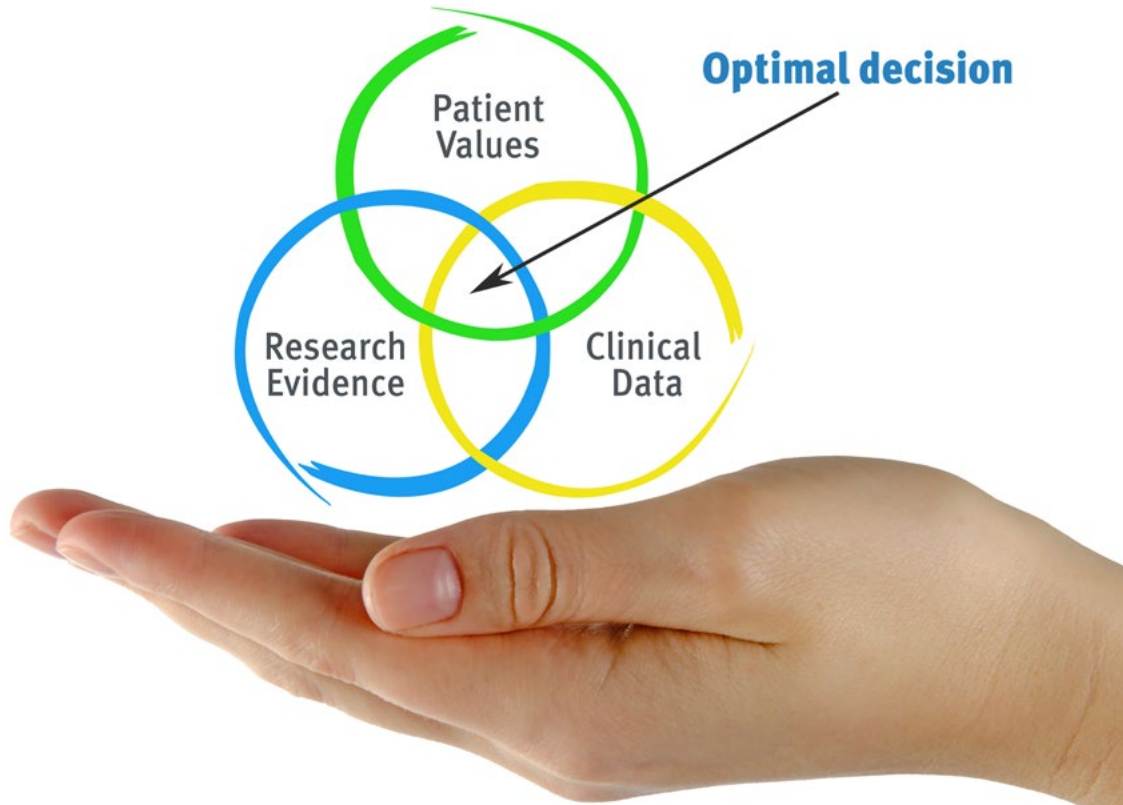 Optimal decision
Patient
Values
Research
Evidence
Clinical
Data